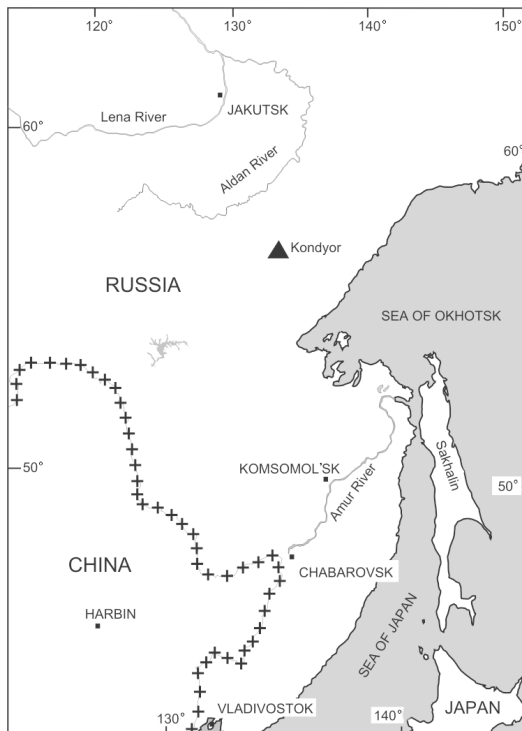 120°
130°
140°
150°
JAKUTSK
Lena River
60°
Aldan River
60°
Kondyor
RUSSIA
SEA OF OKHOTSK
50°
KOMSOMOL'SK
Amur River
Sakhalin
50°
CHINA
CHABAROVSK
HARBIN
SEA OF JAPAN
VLADIVOSTOK
JAPAN
130°
140°